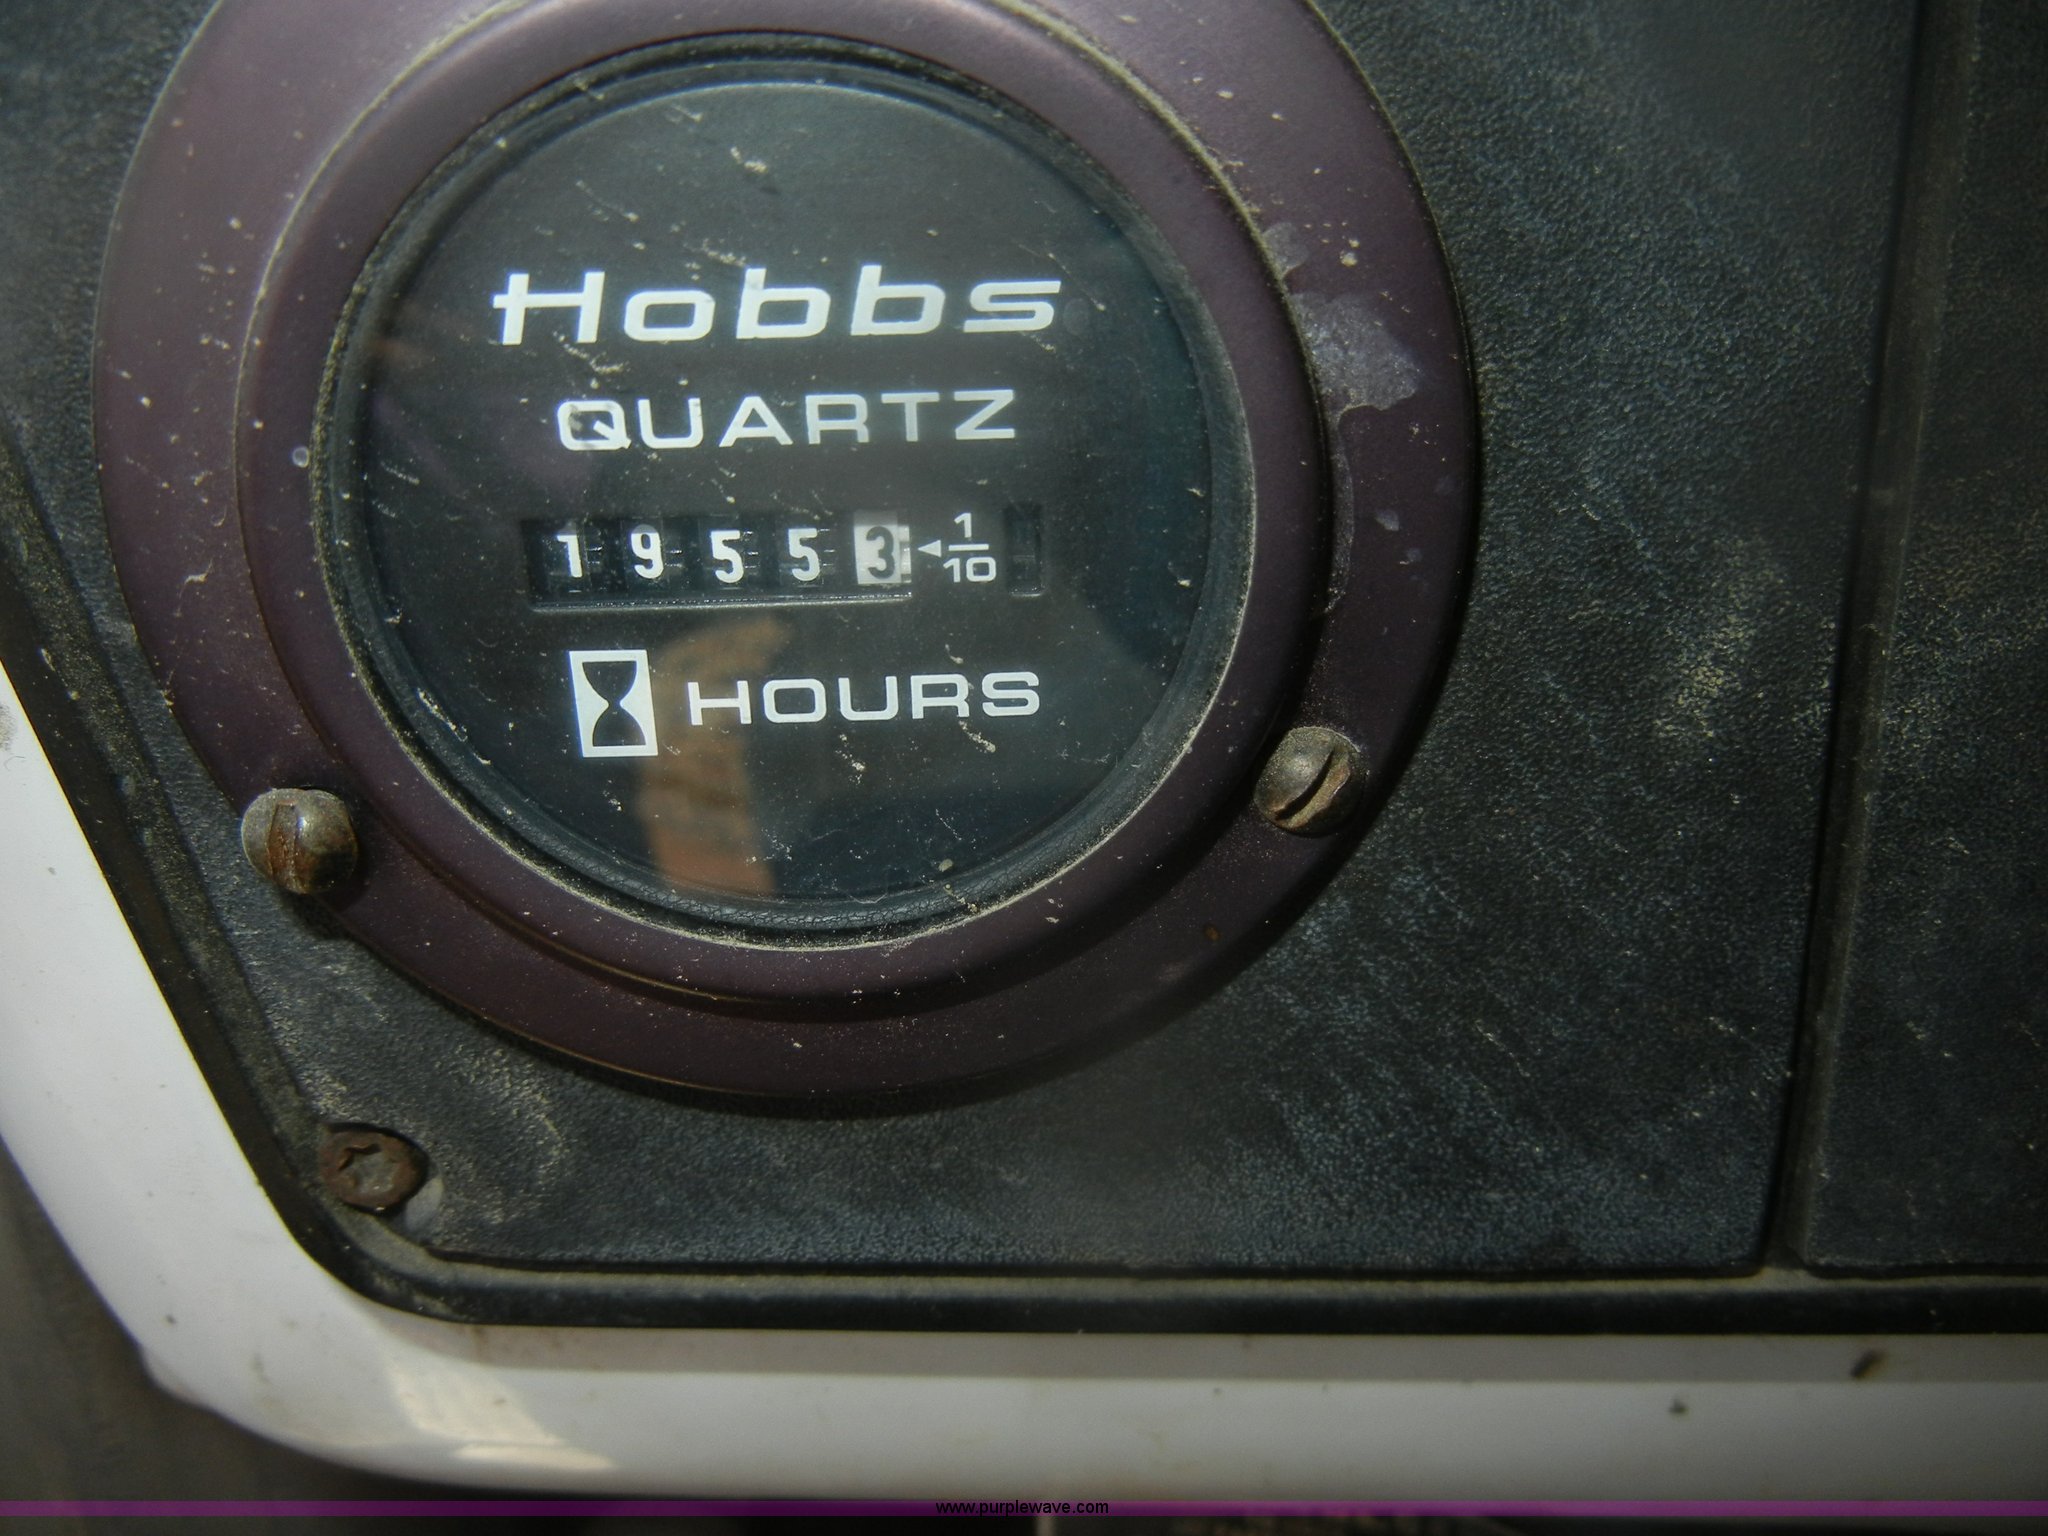 Hobbs
QUARTZ
19553 ◄ 1/10
HOURS
www.purplewave.com